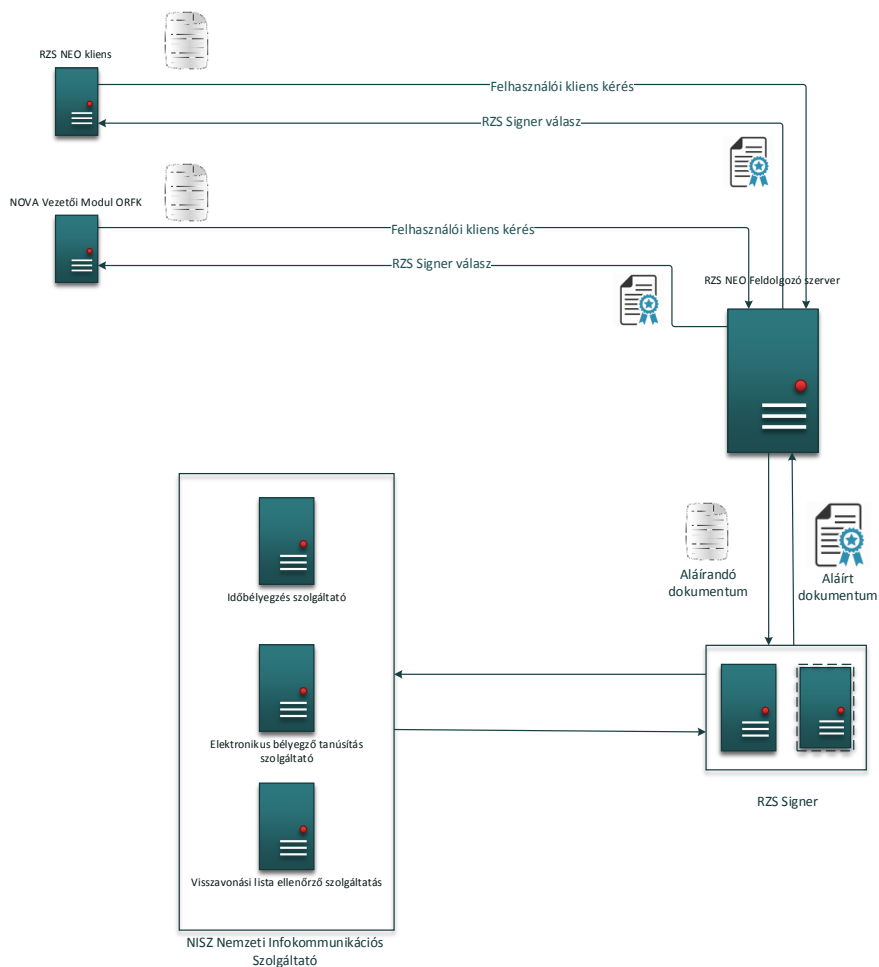 RZS NEO kliens
Felhasználói kliens kérés
RZS Signer válasz
NOVA Vezetői Modul ORFK
Felhasználói kliens kérés
RZS Signer válasz
RZS NEO Feldolgozó szerver
Aláírandó
dokumentum
Aláírt
dokumentum
Időbélyegzés szolgáltató
Elektronikus bélyegző tanúsítás
szolgáltató
Visszavonási lista ellenőrző szolgáltatás
RZS Signer
NISZ Nemzeti Infokommunikációs
Szolgáltató